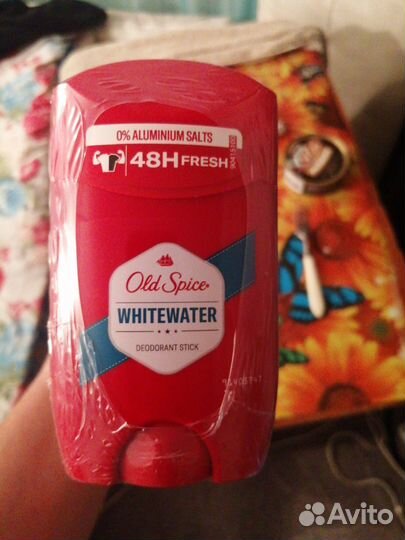 0% ALUMINIUM SALTS
48H FRESH
Old Spice
WHITEWATER
DEODORANT STICK
Avito